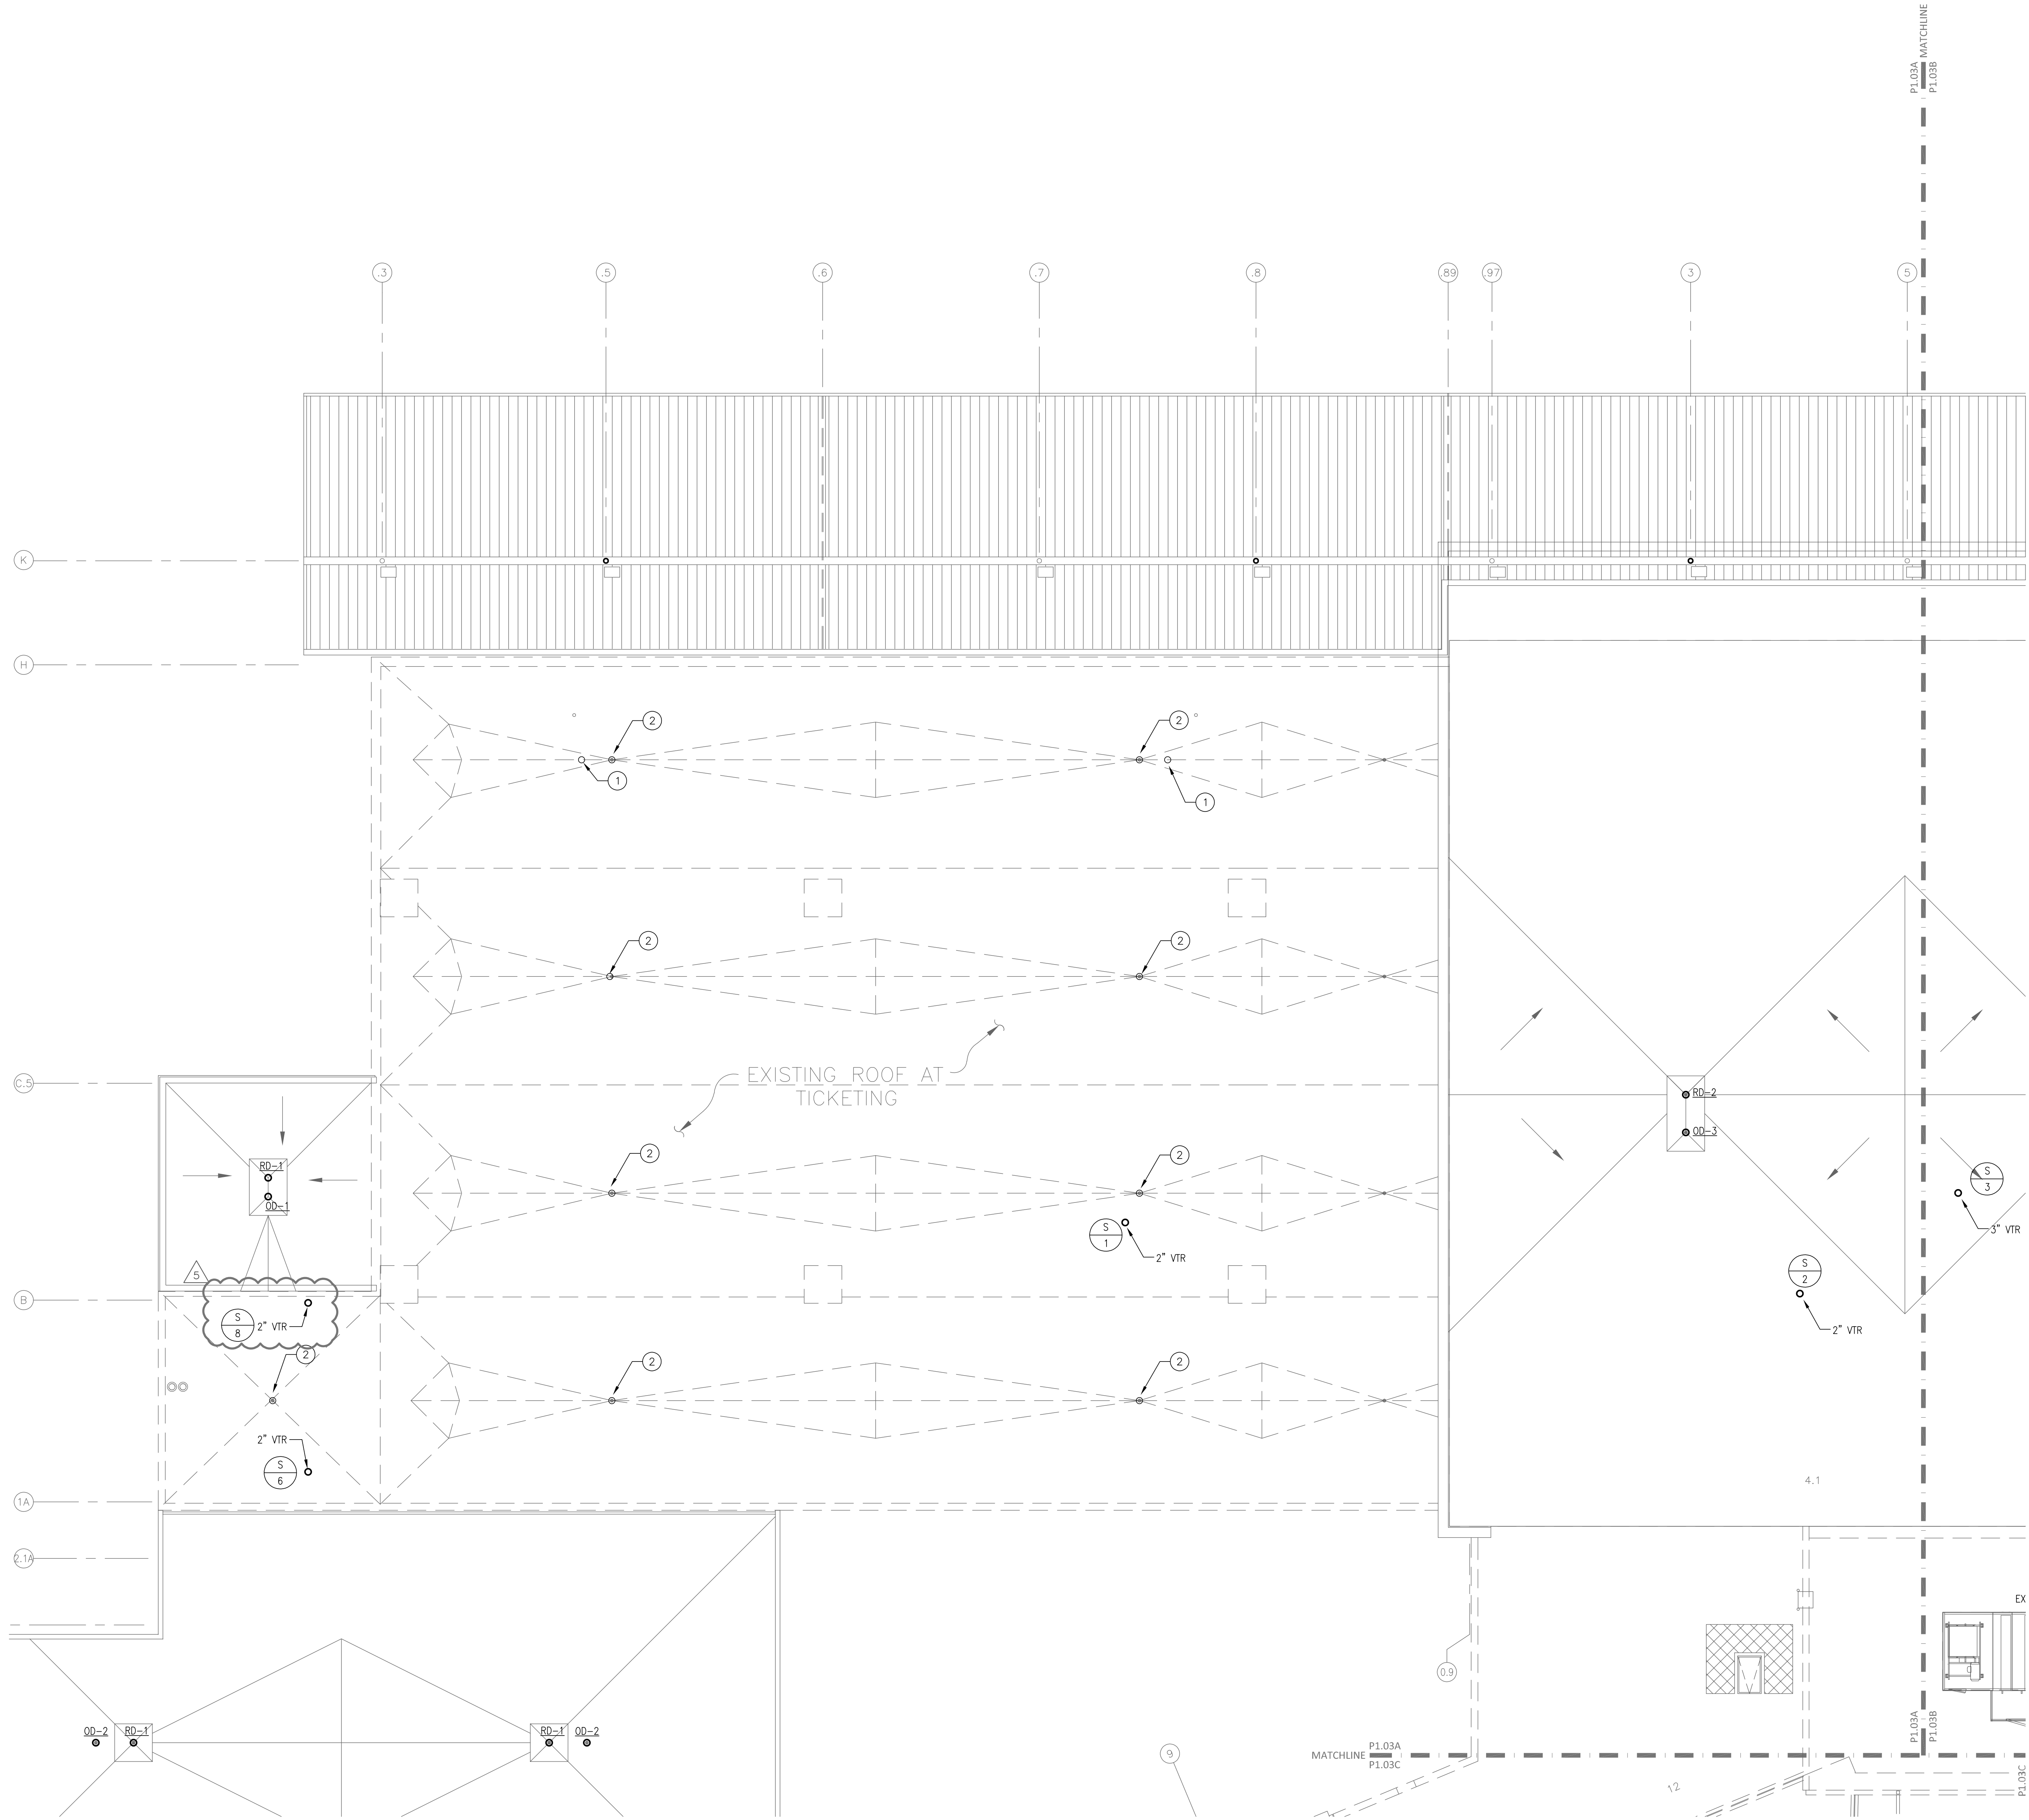 MATCHLINE
P1.03A
P1.03B
.3
.5
.6
.7
.8
.89
.97
3
5
K
H
2
2
1
1
2
2
C.5
EXISTING ROOF AT
TICKETING
RD-2
OD-3
RD-1
OD-1
2
2
S
3
3" VTR
S
1
2" VTR
5
B
S
8
2" VTR
S
2
2" VTR
2
2
2
2" VTR
S
6
4.1
1A
2.1A
EX
0.9
OD-2
RD-1
RD-1
OD-2
P1.03A
P1.03B
9
MATCHLINE
P1.03A
P1.03C
12
P1.03C